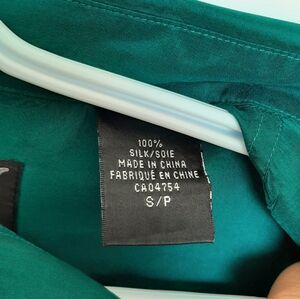 100%
SILK/SOIE
MADE IN CHINA
FABRIQUÉ EN CHINE
CA04754
S/P